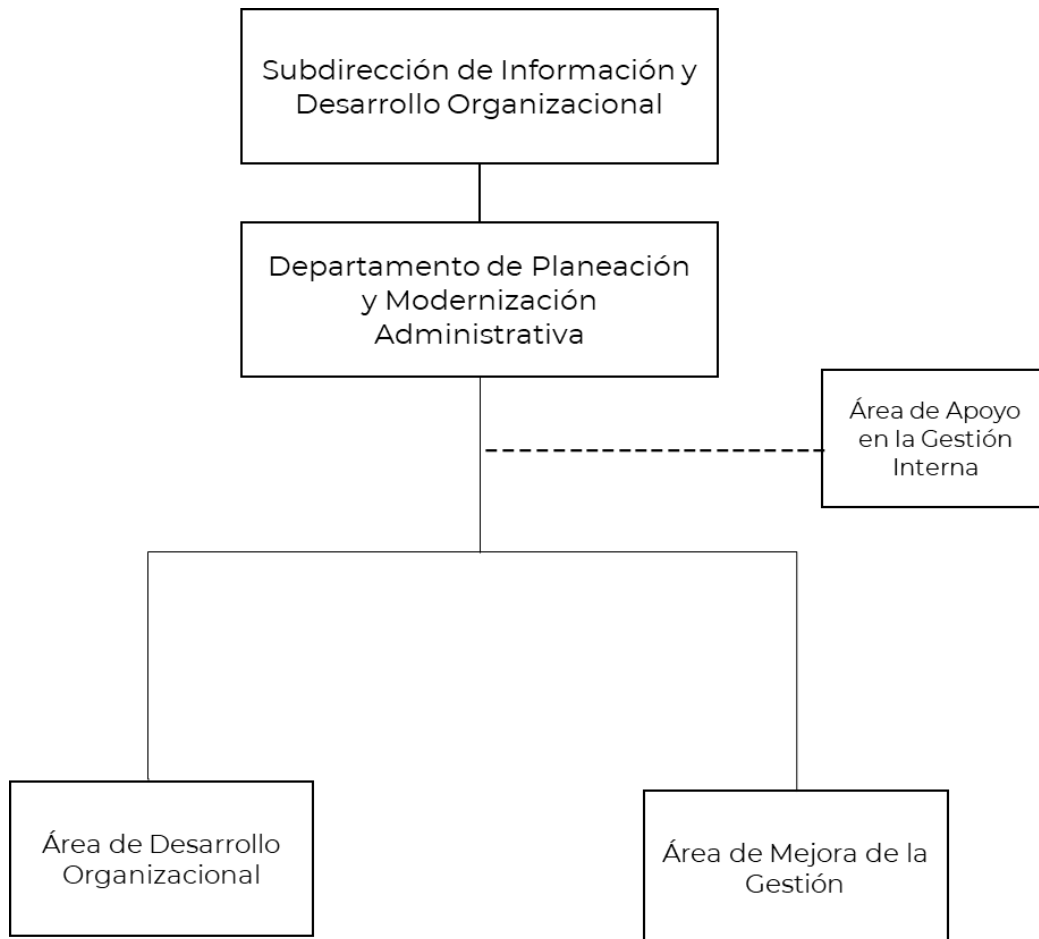 Subdirección de Información y
Desarrollo Organizacional
Departamento de Planeación
y Modernización
Administrativa
Área de Apoyo
en la Gestión
Interna
Área de Desarrollo
Organizacional
Área de Mejora de la
Gestión